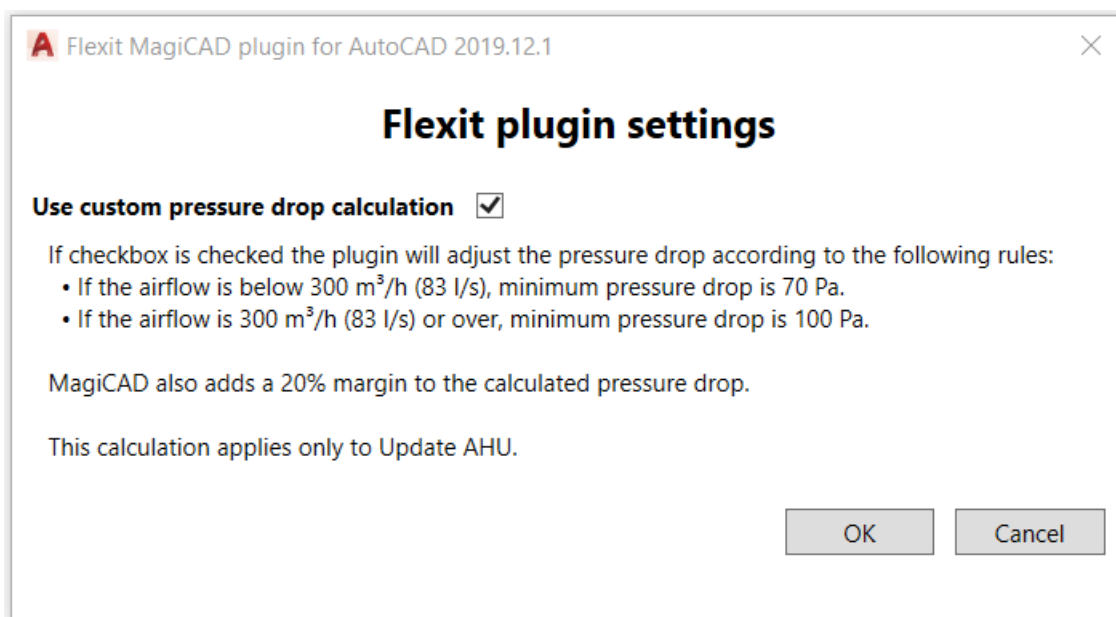 Flexit MagiCAD plugin for AutoCAD 2019.12.1
Flexit plugin settings
Use custom pressure drop calculation
If checkbox is checked the plugin will adjust the pressure drop according to the following rules:
• If the airflow is below 300 m³/h (83 l/s), minimum pressure drop is 70 Pa.
• If the airflow is 300 m³/h (83 l/s) or over, minimum pressure drop is 100 Pa.
MagiCAD also adds a 20% margin to the calculated pressure drop.
This calculation applies only to Update AHU.
OK Cancel